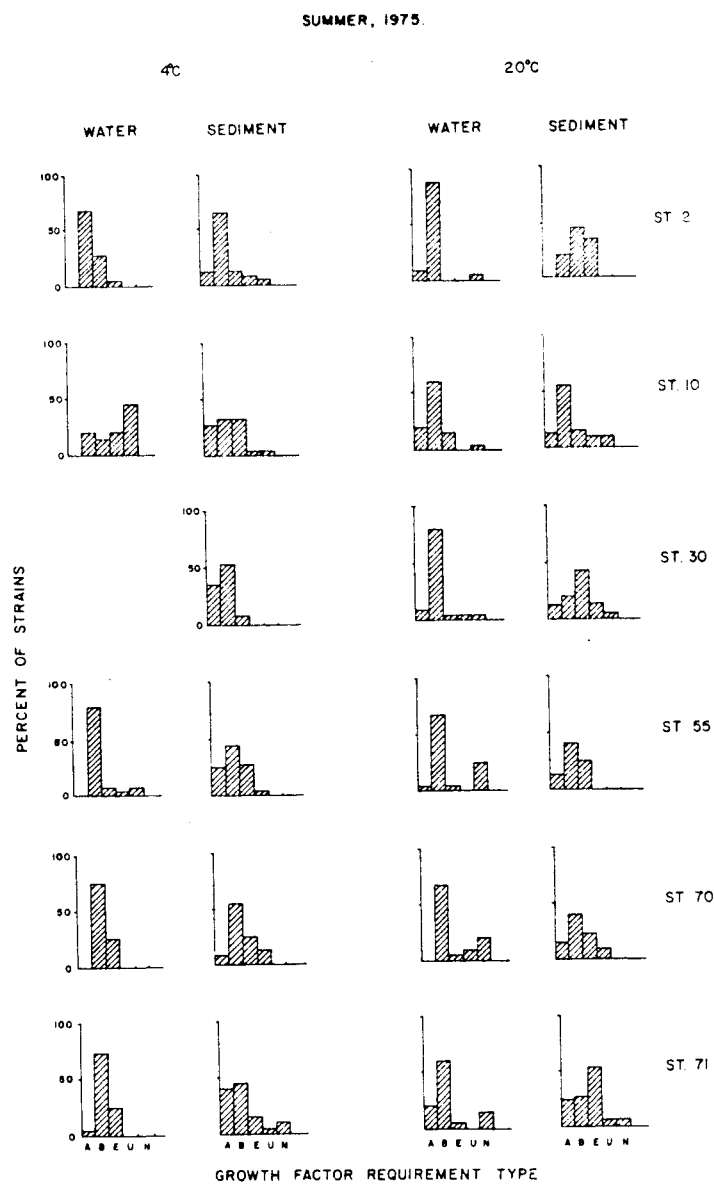 SUMMER, 1975.
4°C 20°C
WATER SEDIMENT WATER SEDIMENT
100
50
0
ST. 2
100
50
0
ST. 10
100
50
0
ST. 30
100
50
0
ST 55
100
50
0
ST 70
100
50
0
ST 71
A B E U N A B E U N A B E U N A B E U N
PERCENT OF STRAINS
GROWTH FACTOR REQUIREMENT TYPE